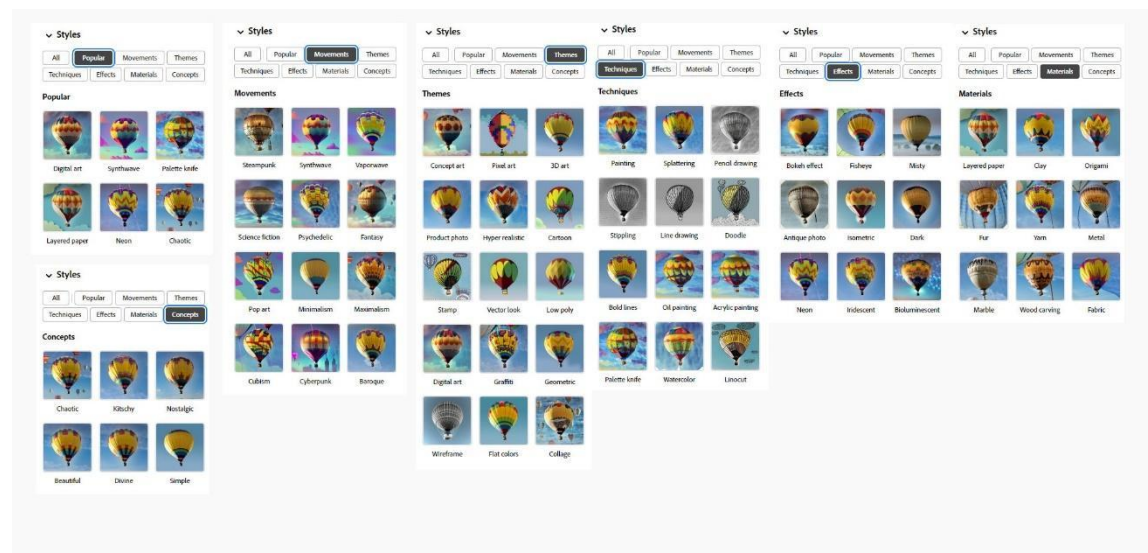 Styles
All Popular Movements Themes
Techniques Effects Materials Concepts
Popular
Digital art Synthwave Palette knife
Layered paper Neon Chaotic
Styles
All Popular Movements Themes
Techniques Effects Materials Concepts
Concepts
Chaotic Kitschy Nostalgic
Beautiful Divine Simple
Styles
All Popular Movements Themes
Techniques Effects Materials Concepts
Movements
Steampunk Synthwave Vaporwave
Science fiction Psychedelic Fantasy
Pop art Minimalism Maximalism
Cubism Cyberpunk Baroque
Styles
All Popular Movements Themes
Techniques Effects Materials Concepts
Themes
Concept art Pixel art 3D art
Product photo Hyper realistic Cartoon
Stamp Vector look Low poly
Digital art Graffiti Geometric
Wireframe Flat colors Collage
Styles
All Popular Movements Themes
Techniques Effects Materials Concepts
Techniques
Painting Splattering Pencil drawing
Stippling Line drawing Doodle
Bold lines Oil painting Acrylic painting
Palette knife Watercolor Linocut
Styles
All Popular Movements Themes
Techniques Effects Materials Concepts
Effects
Bokeh effect Fisheye Misty
Antique photo Isometric Dark
Neon Iridescent Bioluminescent
Styles
All Popular Movements Themes
Techniques Effects Materials Concepts
Materials
Layered paper Clay Origami
Fur Yarn Metal
Marble Wood carving Fabric